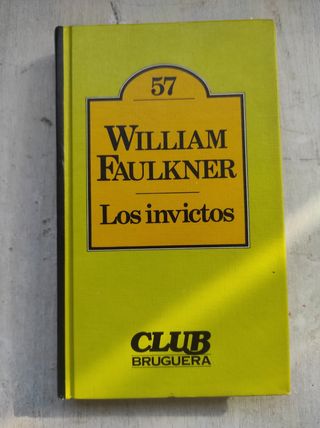 57
WILLIAM
FAULKNER
Los invictos
CLUB
BRUGUERA